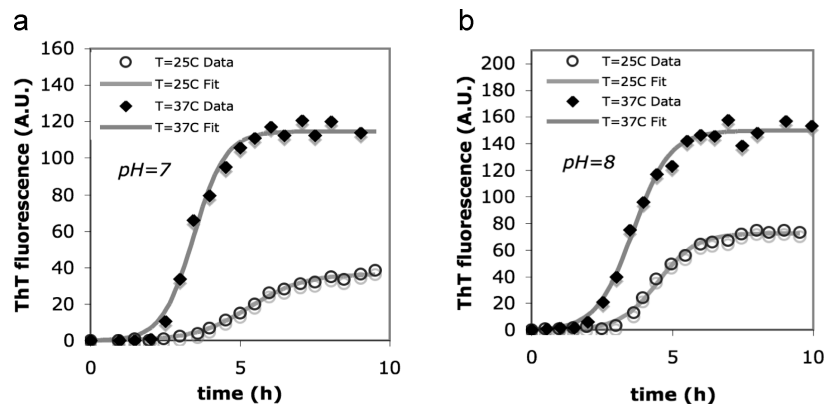 a
160
140
120
100
80
60
40
20
0
ThT fluorescence (A.U.)
T=25C Data
T=25C Fit
T=37C Data
T=37C Fit
pH=7
0 5 10
time (h)
b
200
180
160
140
120
100
80
60
40
20
0
ThT fluorescence (A.U.)
T=25C Data
T=25C Fit
T=37C Data
T=37C Fit
pH=8
0 5 10
time (h)